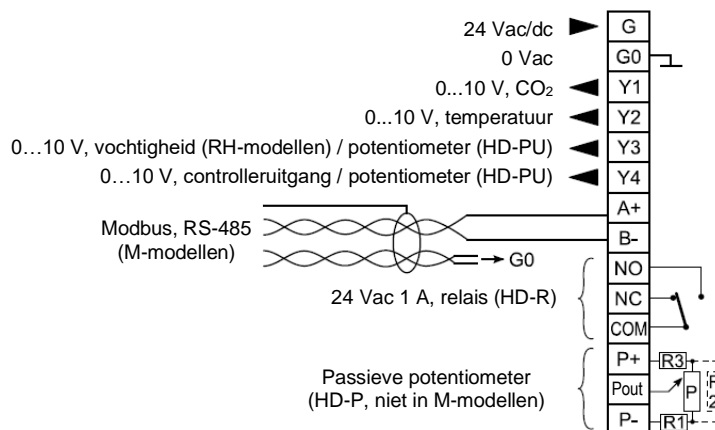 24 Vac/dc G
0 Vac G0
0...10 V, CO₂ Y1
0...10 V, temperatuur Y2
0…10 V, vochtigheid (RH-modellen) / potentiometer (HD-PU) Y3
0…10 V, controlleruitgang / potentiometer (HD-PU) Y4
A+
Modbus, RS-485
(M-modellen)
B-
G0
NO
24 Vac 1 A, relais (HD-R) NC
COM
P+ R3
Passieve potentiometer
(HD-P, niet in M-modellen)
Pout P
P- R1